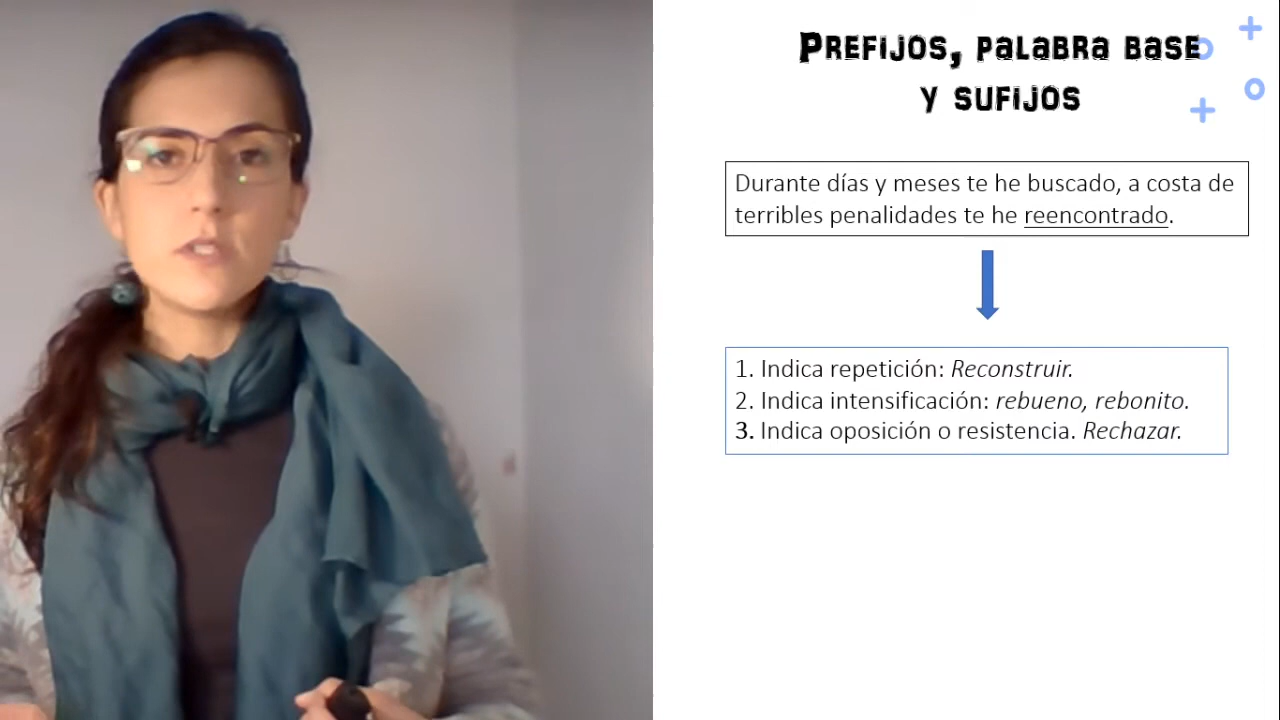 Prefijos, palabra base
y sufijos
Durante días y meses te he buscado, a costa de
terribles penalidades te he reencontrado.
1. Indica repetición: Reconstruir.
2. Indica intensificación: rebueno, rebonito.
3. Indica oposición o resistencia. Rechazar.